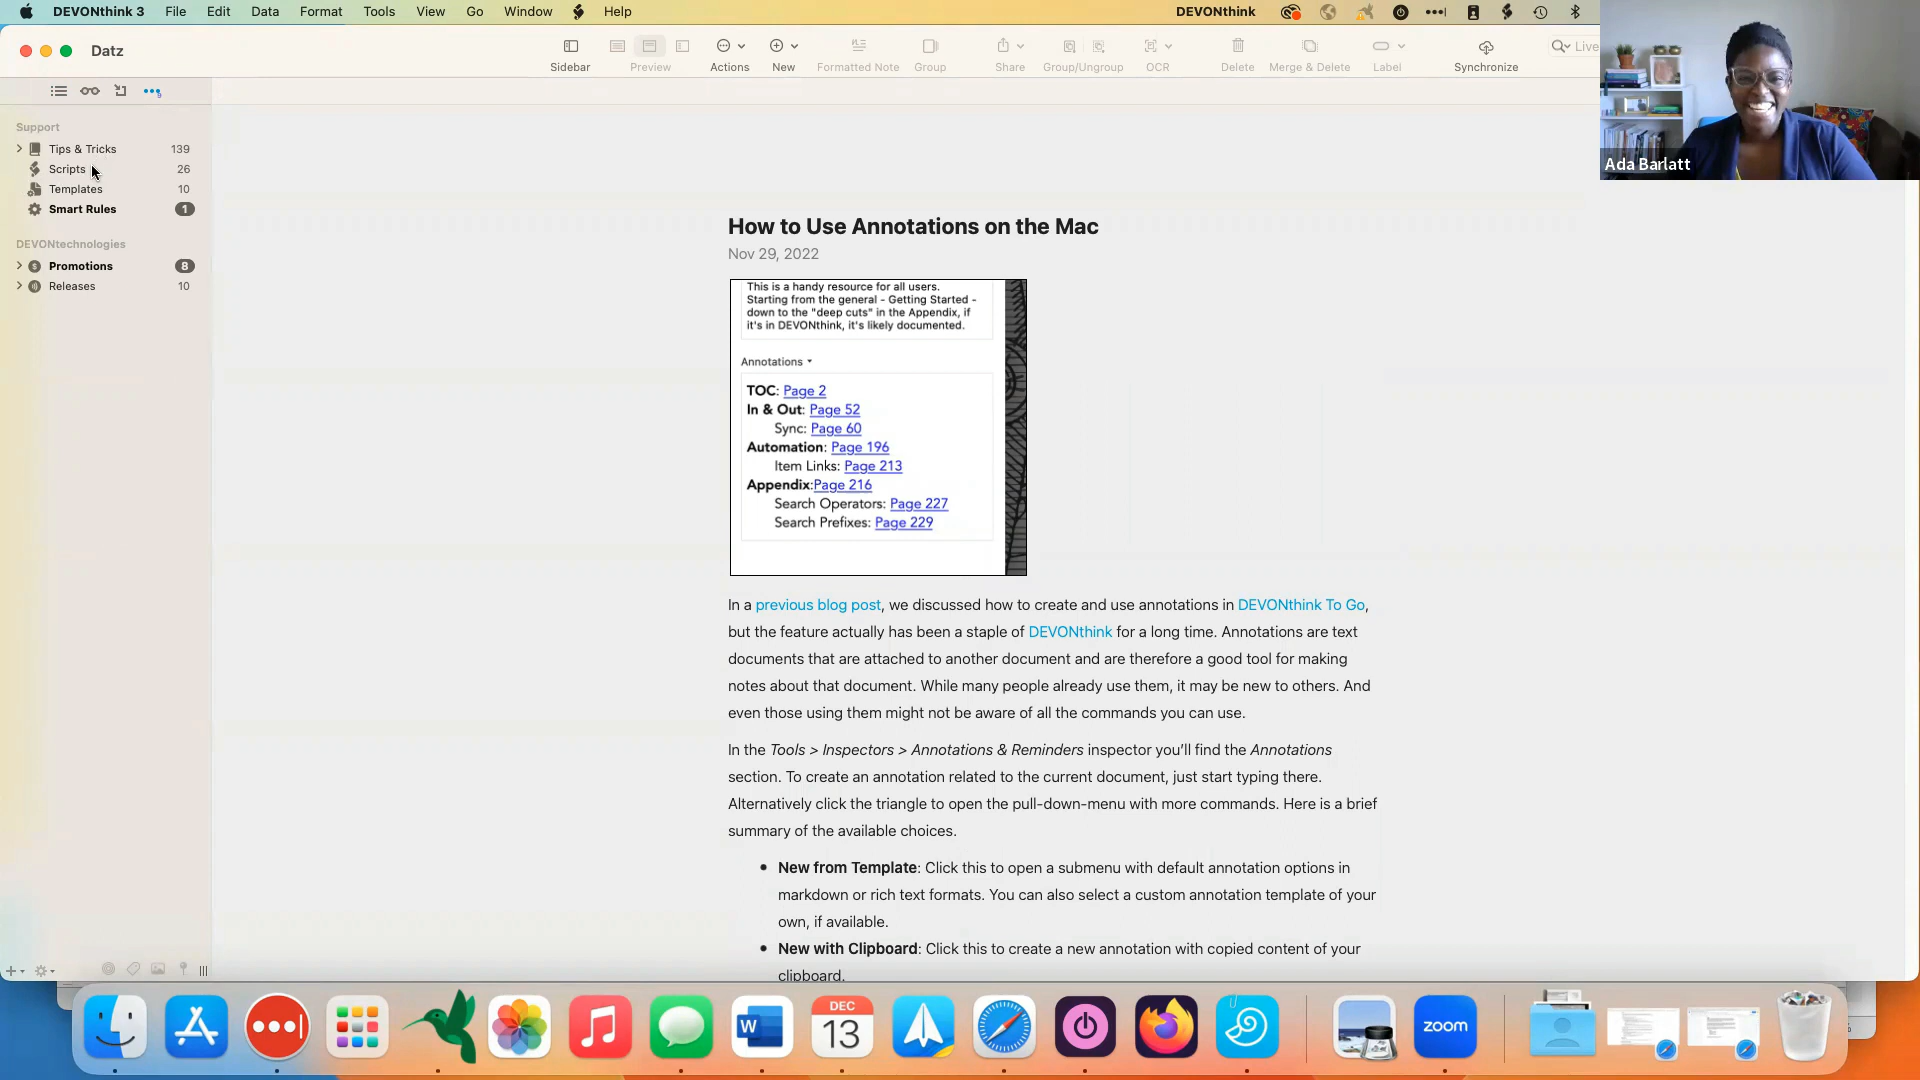 DEVONthink 3 File Edit Data Format Tools View Go Window Help DEVONthink
Datz
Sidebar Preview Actions New Formatted Note Group Share Group/Ungroup OCR Delete Merge & Delete Label Synchronize Live
Ada Barlatt
Support
Tips & Tricks 139
Scripts 26
Templates 10
Smart Rules 1
DEVONtechnologies
Promotions 8
Releases 10
How to Use Annotations on the Mac
Nov 29, 2022
This is a handy resource for all users.
Starting from the general - Getting Started -
down to the "deep cuts" in the Appendix, if
it's in DEVONthink, it's likely documented.
Annotations
TOC: Page 2
In & Out: Page 52
Sync: Page 60
Automation: Page 196
Item Links: Page 213
Appendix:Page 216
Search Operators: Page 227
Search Prefixes: Page 229
In a previous blog post, we discussed how to create and use annotations in DEVONthink To Go,
but the feature actually has been a staple of DEVONthink for a long time. Annotations are text
documents that are attached to another document and are therefore a good tool for making
notes about that document. While many people already use them, it may be new to others. And
even those using them might not be aware of all the commands you can use.
In the Tools > Inspectors > Annotations & Reminders inspector you'll find the Annotations
section. To create an annotation related to the current document, just start typing there.
Alternatively click the triangle to open the pull-down-menu with more commands. Here is a brief
summary of the available choices.
• New from Template: Click this to open a submenu with default annotation options in
markdown or rich text formats. You can also select a custom annotation template of your
own, if available.
• New with Clipboard: Click this to create a new annotation with copied content of your
clipboard.
W
DEC
13
zoom